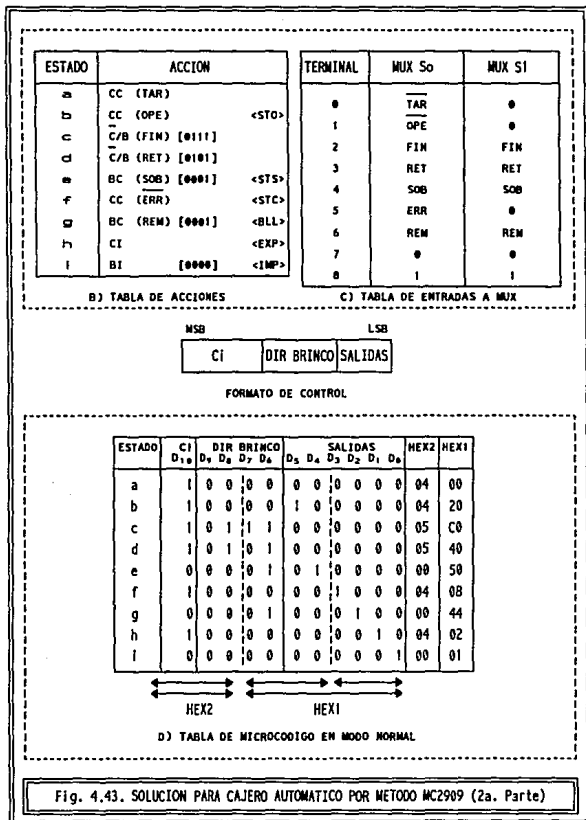 ESTADO ACCION
a CC (TAR)
b CC (OPE) <STO>
c C̅/B (FIN) [0111]
d C̅/B (RET) [0101]
e BC (SOB) [0001] <STS>
f CC (E̅R̅R̅) <STC>
g BC (REM) [0001] <BLL>
h CI <EXP>
i BI [0000] <IMP>
B) TABLA DE ACCIONES
TERMINAL MUX So MUX S1
0 T̅A̅R̅ 0
1 O̅P̅E̅ 0
2 FIN FIN
3 RET RET
4 SOB SOB
5 ERR 0
6 REM REM
7 0 0
8 1 1
C) TABLA DE ENTRADAS A MUX
MSB LSB
Ci DIR BRINCO SALIDAS
FORMATO DE CONTROL
ESTADO CI DIR BRINCO SALIDAS HEX2 HEX1
D10 D9 D8 D7 D6 D5 D4 D3 D2 D1 D0
a 1 0 0 0 0 0 0 0 0 0 0 04 00
b 1 0 0 0 0 1 0 0 0 0 0 04 20
c 1 0 1 1 1 0 0 0 0 0 0 05 C0
d 1 0 1 0 1 0 0 0 0 0 0 05 40
e 0 0 0 0 1 0 1 0 0 0 0 00 50
f 1 0 0 0 0 0 0 1 0 0 0 04 08
g 0 0 0 0 1 0 0 0 1 0 0 00 44
h 1 0 0 0 0 0 0 0 0 1 0 04 02
i 0 0 0 0 0 0 0 0 0 0 1 00 01
HEX2 HEX1
D) TABLA DE MICROCODIGO EN MODO NORMAL
Fig. 4.43. SOLUCION PARA CAJERO AUTOMATICO POR METODO MC2909 (2a. Parte)